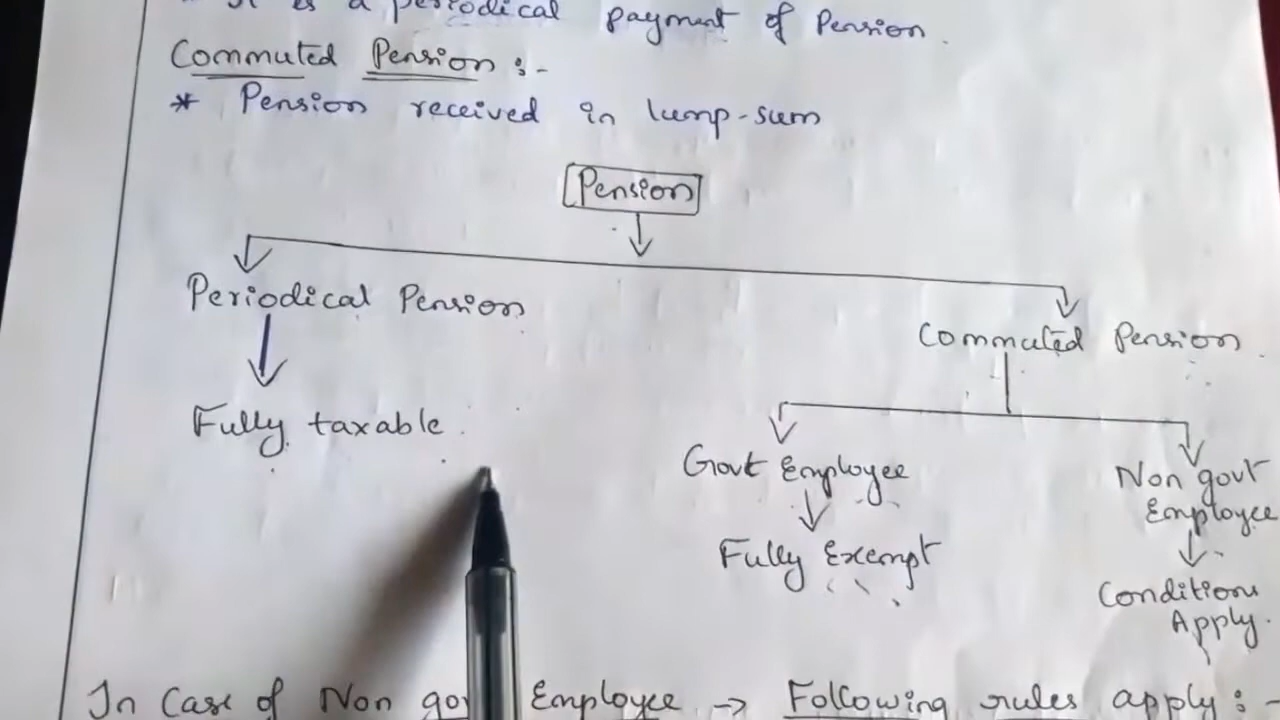 It is a periodical payment of Pension.
Commuted Pension :-
* Pension received in lump-sum
Pension
Periodical Pension
Commuted Pension.
Fully taxable.
Govt Employee
Non govt
Employee
Fully Exempt
Conditions
Apply.
In Case of Non Employee → Following rules apply : -